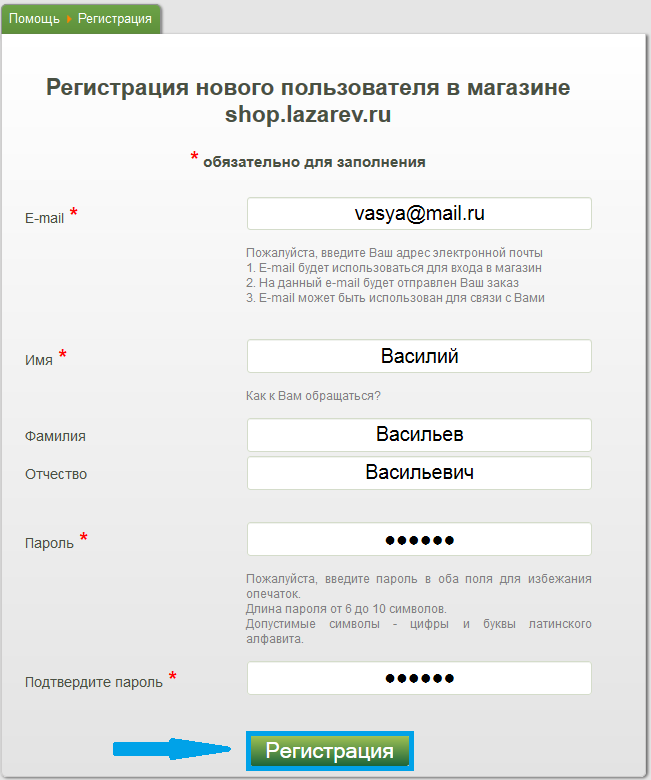 Помощь Регистрация
Регистрация нового пользователя в магазине
shop.lazarev.ru
* обязательно для заполнения
E-mail *
vasya@mail.ru
Пожалуйста, введите Ваш адрес электронной почты
1. E-mail будет использоваться для входа в магазин
2. На данный e-mail будет отправлен Ваш заказ
3. E-mail может быть использован для связи с Вами
Имя *
Василий
Как к Вам обращаться?
Фамилия
Васильев
Отчество
Васильевич
Пароль *
●●●●●●
Пожалуйста, введите пароль в оба поля для избежания
опечаток.
Длина пароля от 6 до 10 символов.
Допустимые символы - цифры и буквы латинского
алфавита.
Подтвердите пароль *
●●●●●●
Регистрация